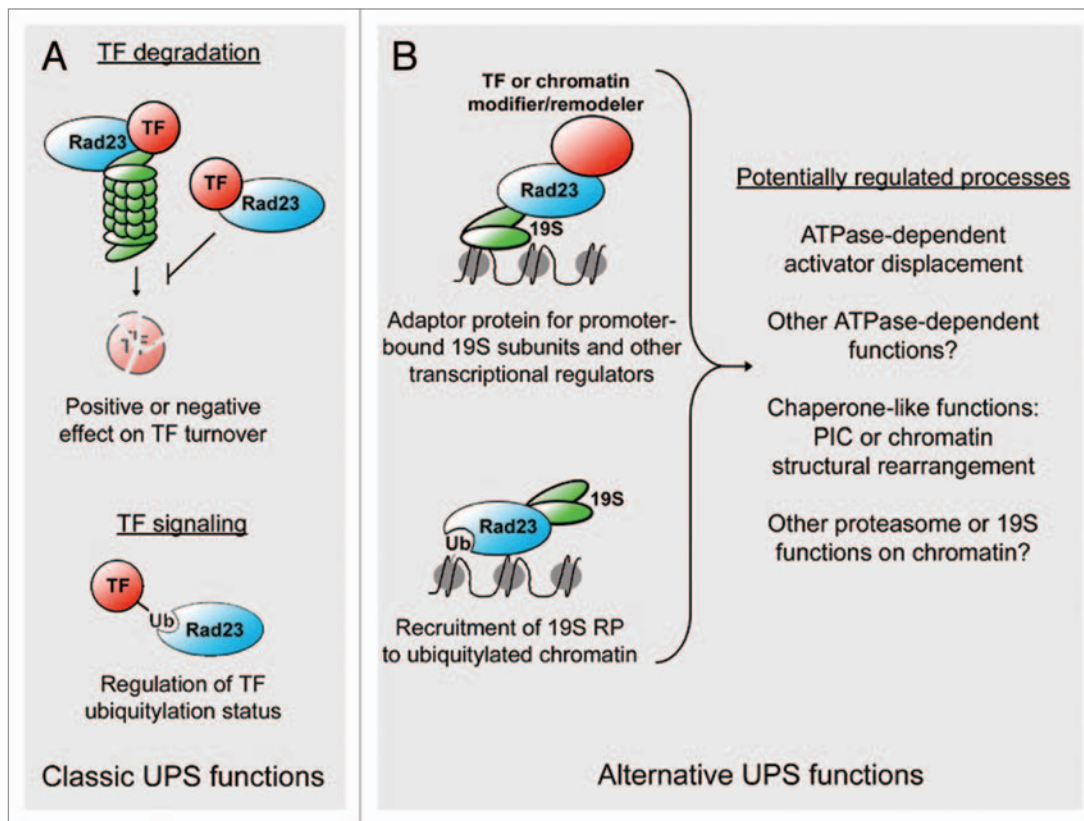 A
TF degradation
TF
Rad23
TF
Rad23
TF
Positive or negative
effect on TF turnover
TF signaling
TF
Ub
Rad23
Regulation of TF
ubiquitylation status
Classic UPS functions
B
TF or chromatin
modifier/remodeler
Rad23
19S
Adaptor protein for promoter-
bound 19S subunits and other
transcriptional regulators
19S
Rad23
Ub
Recruitment of 19S RP
to ubiquitylated chromatin
Potentially regulated processes
ATPase-dependent
activator displacement
Other ATPase-dependent
functions?
Chaperone-like functions:
PIC or chromatin
structural rearrangement
Other proteasome or 19S
functions on chromatin?
Alternative UPS functions